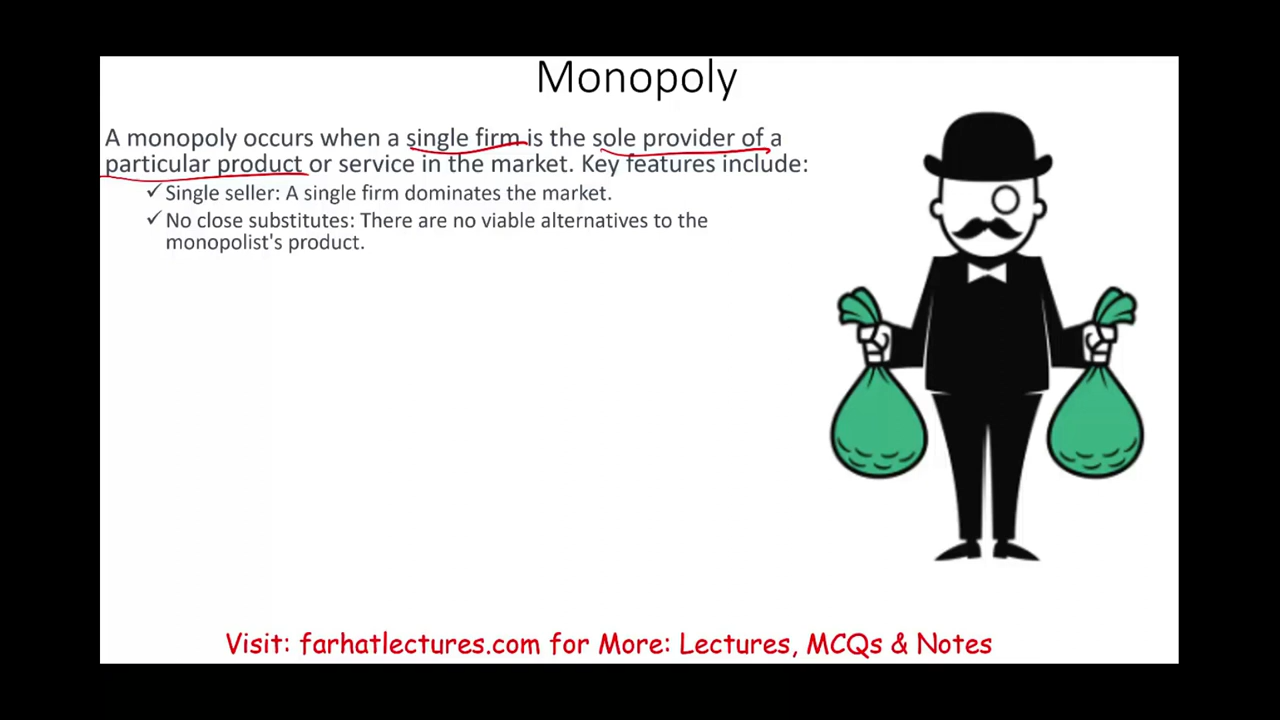 Monopoly
A monopoly occurs when a single firm is the sole provider of a
particular product or service in the market. Key features include:
✓ Single seller: A single firm dominates the market.
✓ No close substitutes: There are no viable alternatives to the
monopolist's product.
Visit: farhatlectures.com for More: Lectures, MCQs & Notes